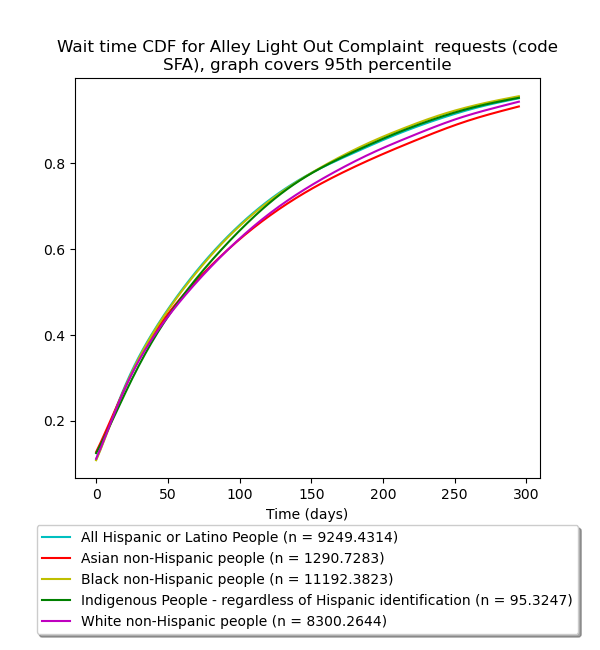 Wait time CDF for Alley Light Out Complaint  requests (code
SFA), graph covers 95th percentile
0.8
0.6
0.4
0.2
0 50 100 150 200 250 300
Time (days)
All Hispanic or Latino People (n = 9249.4314)
Asian non-Hispanic people (n = 1290.7283)
Black non-Hispanic people (n = 11192.3823)
Indigenous People - regardless of Hispanic identification (n = 95.3247)
White non-Hispanic people (n = 8300.2644)